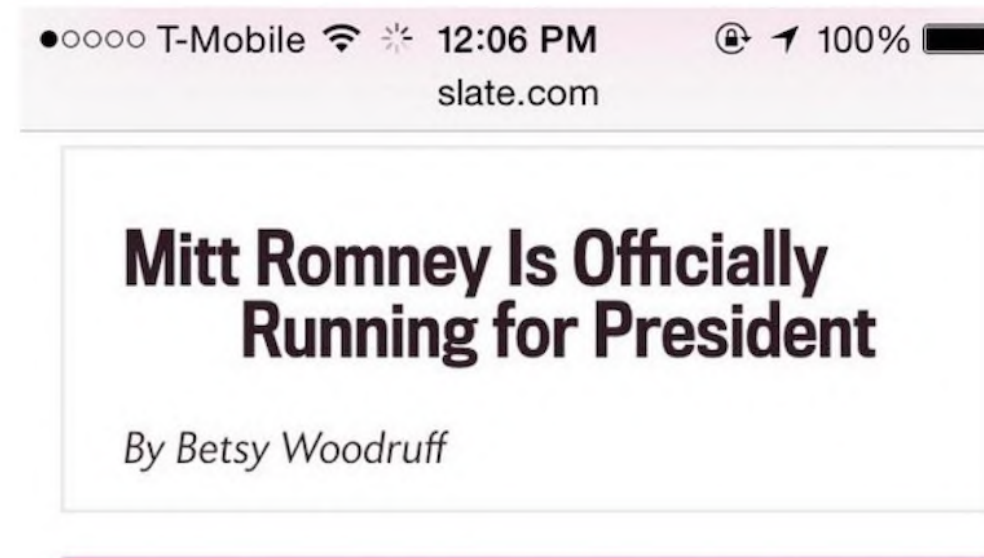 T-Mobile 12:06 PM 100%
slate.com
Mitt Romney Is Officially
Running for President
By Betsy Woodruff